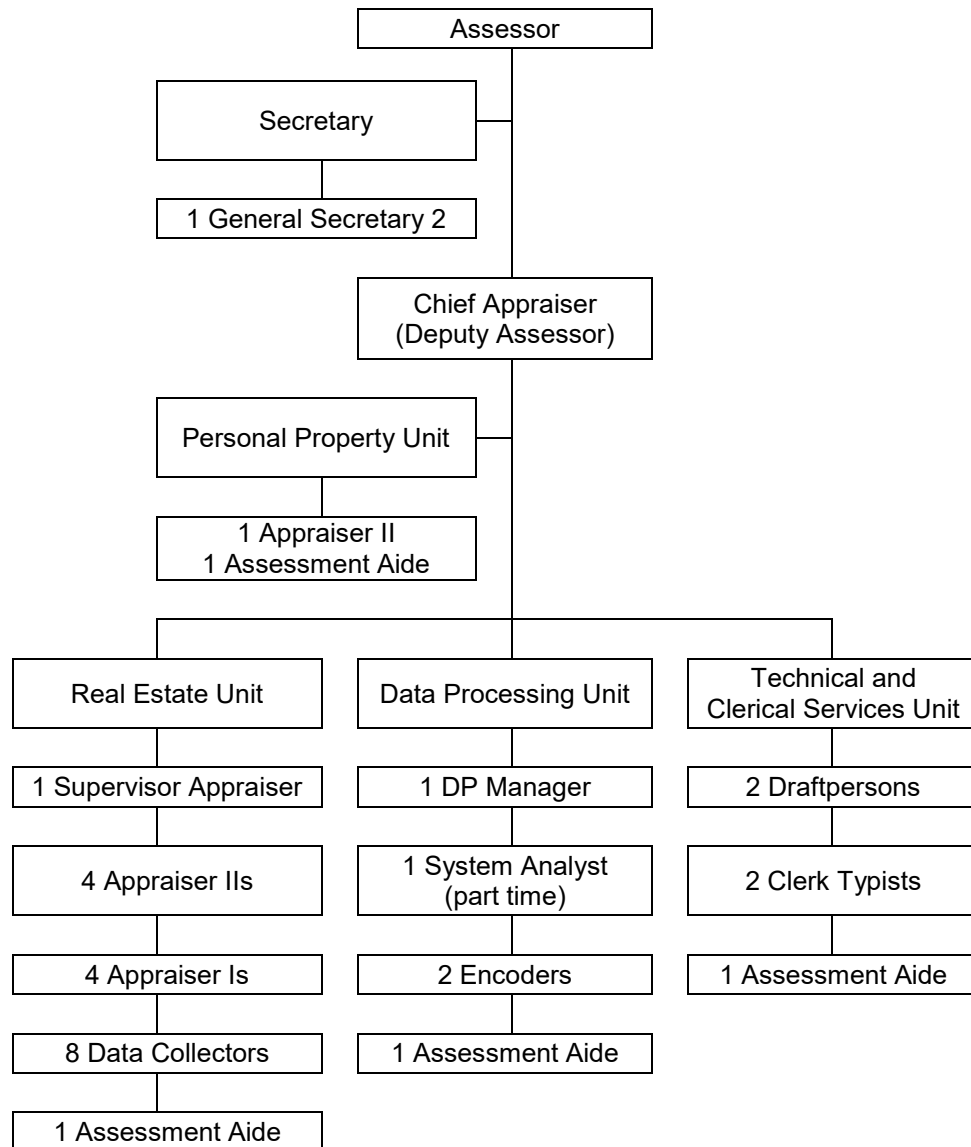 Assessor
Secretary
1 General Secretary 2
Chief Appraiser
(Deputy Assessor)
Personal Property Unit
1 Appraiser II
1 Assessment Aide
Real Estate Unit
1 Supervisor Appraiser
4 Appraiser IIs
4 Appraiser Is
8 Data Collectors
1 Assessment Aide
Data Processing Unit
1 DP Manager
1 System Analyst
(part time)
2 Encoders
1 Assessment Aide
Technical and
Clerical Services Unit
2 Draftpersons
2 Clerk Typists
1 Assessment Aide